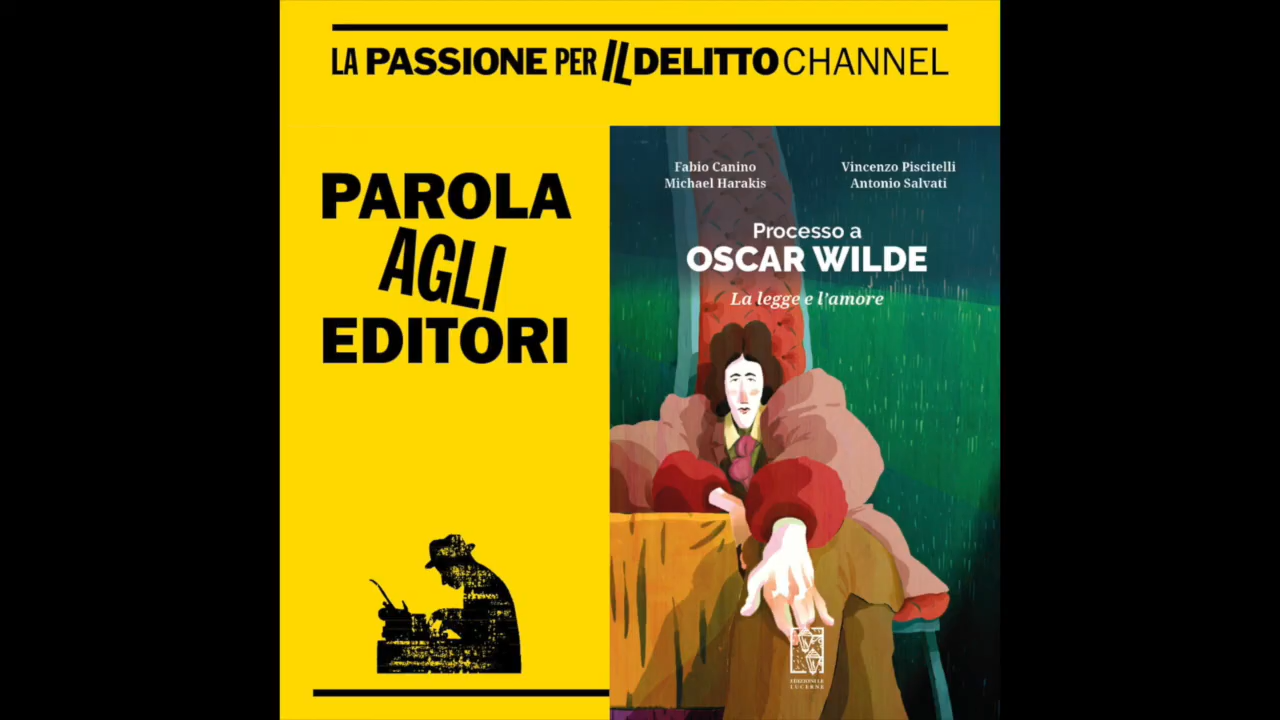 LA PASSIONE PER IL DELITTO CHANNEL
PAROLA
AGLI
EDITORI
Fabio Canino
Michael Harakis
Vincenzo Piscitelli
Antonio Salvati
Processo a
OSCAR WILDE
La legge e l'amore
EDIZIONI LE
LUCERNE